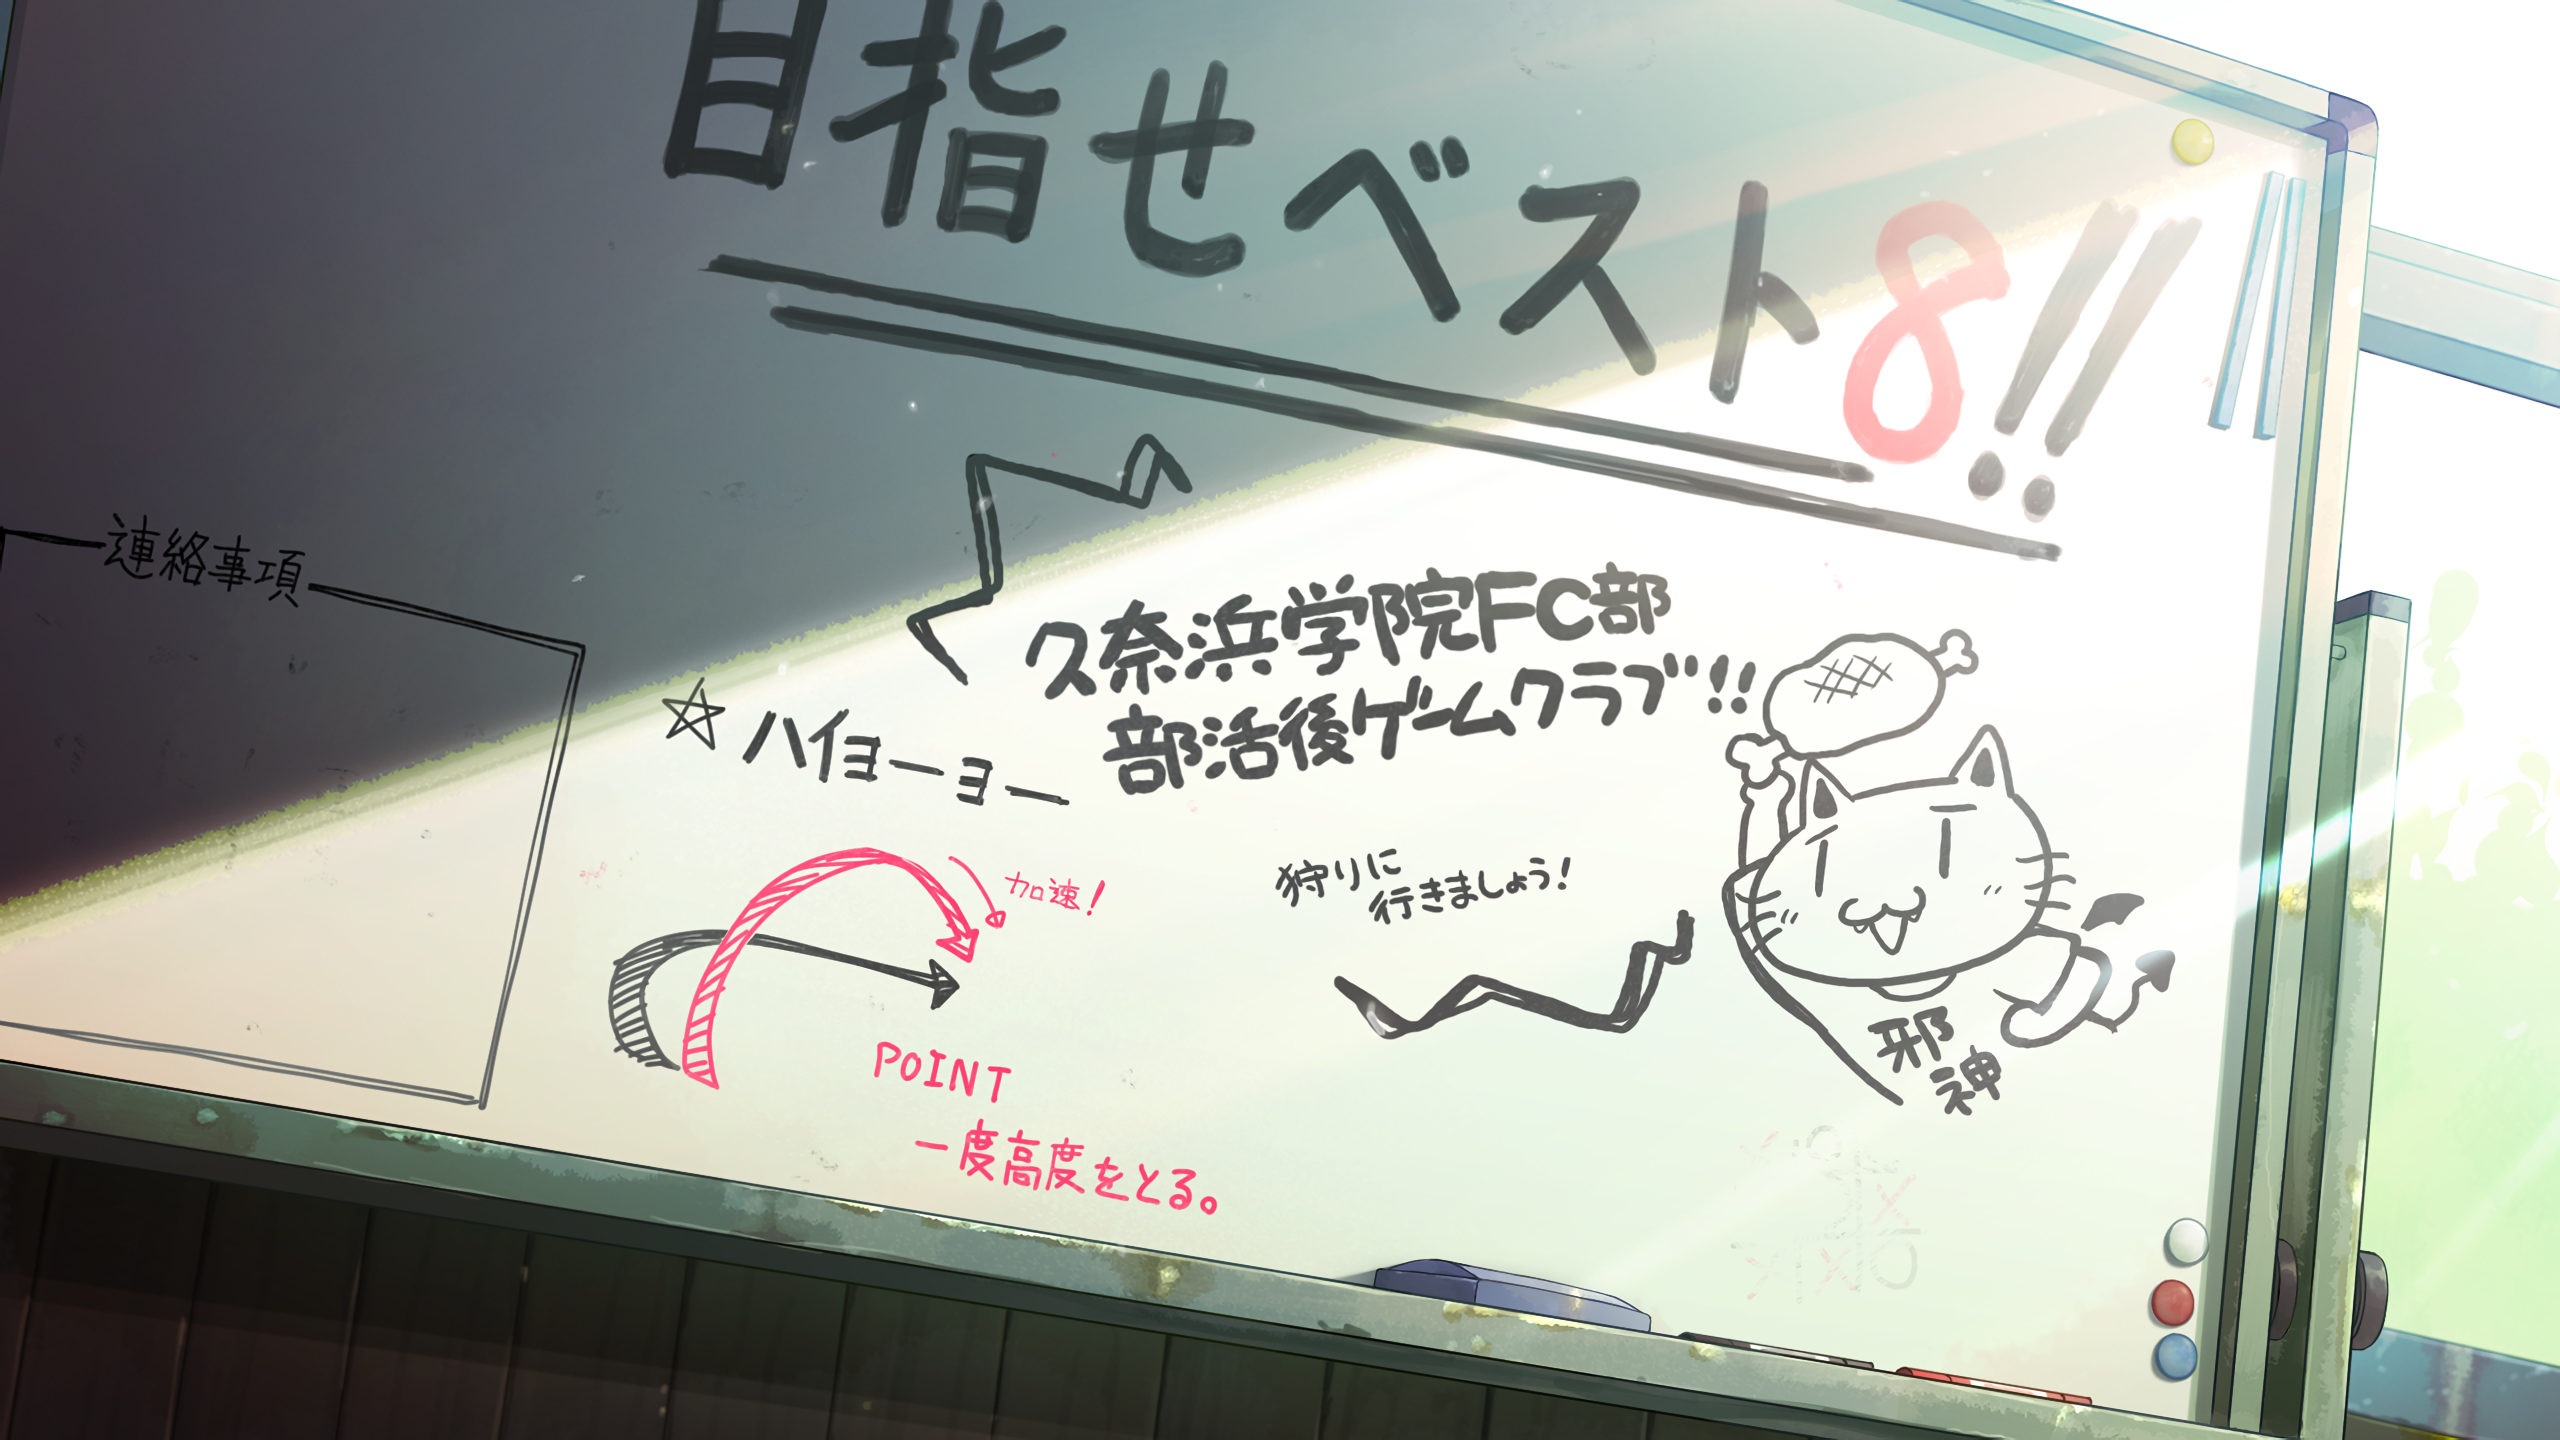 目指せベスト8!!
連絡事項
久奈浜学院FC部
部活後ゲームクラブ!!
☆ハイヨーヨー
加速!
狩りに
行きましょう!
邪
神
POINT
一度高度をとる。